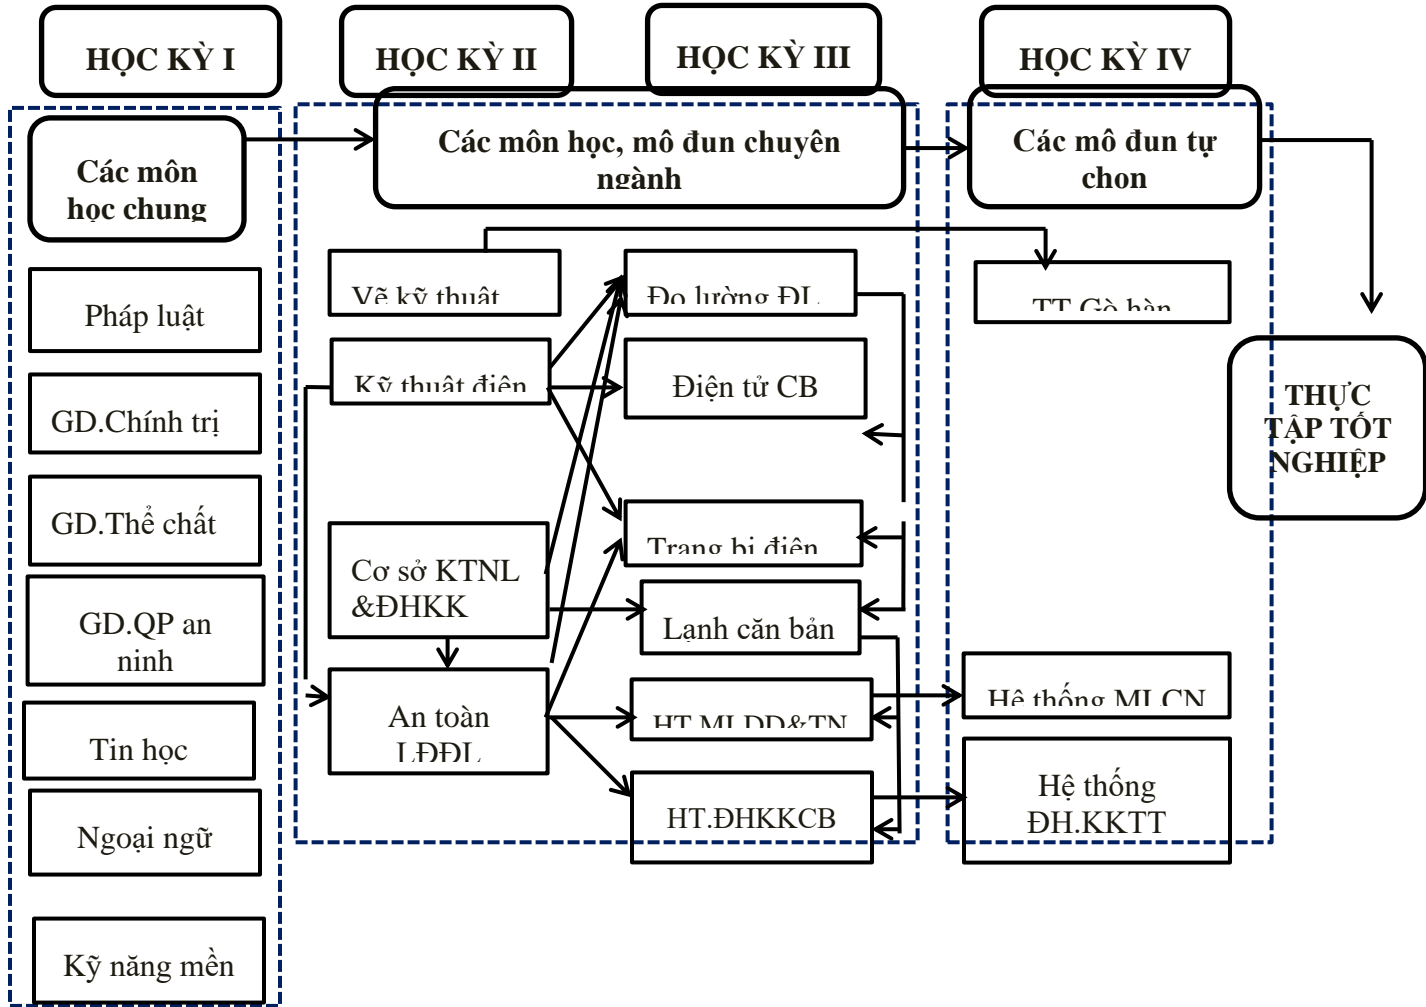 HỌC KỲ I
HỌC KỲ II
HỌC KỲ III
HỌC KỲ IV
Các môn
học chung
Các môn học, mô đun chuyên
ngành
Các mô đun tự
chọn
Pháp luật
GD.Chính trị
GD.Thể chất
GD.QP an
ninh
Tin học
Ngoại ngữ
Kỹ năng mền
Vẽ kỹ thuật
Kỹ thuật điện
Cơ sở KTNL
&ĐHKK
An toàn
LĐĐL
Đo lường ĐL
Điện tử CB
Trang bị điện
Lạnh căn bản
HT.MLDD&TN
HT.ĐHKKCB
TT Gò hàn
Hệ thống MLCN
Hệ thống
ĐH.KKTT
THỰC
TẬP TỐT
NGHIỆP